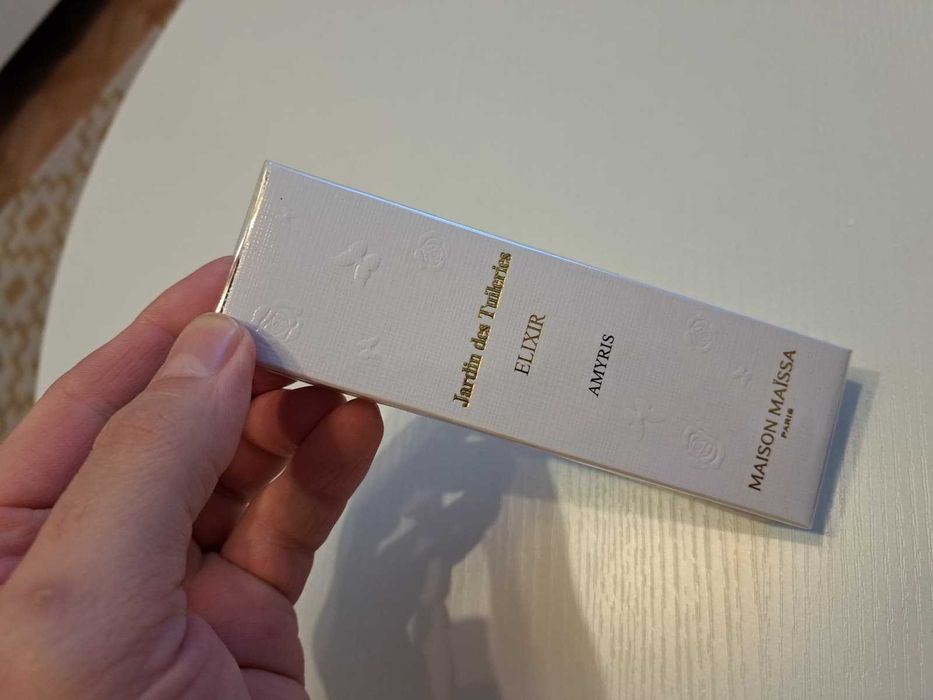 Jardin des Tuileries
ELIXIR
AMYRIS
MAISON MAÏSSA
PARIS